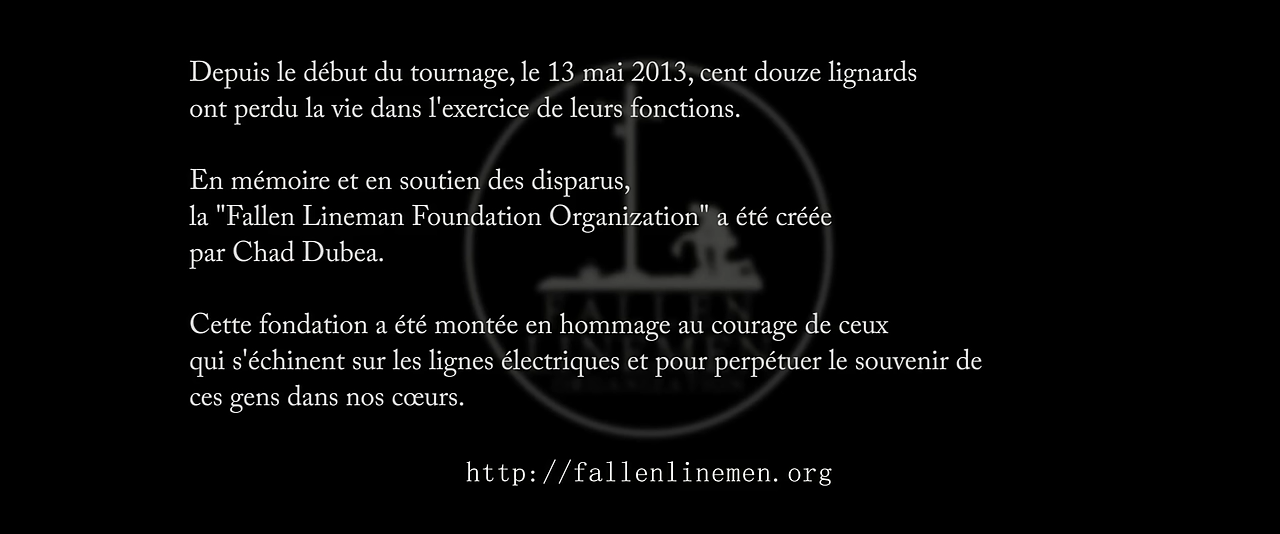 Depuis le début du tournage, le 13 mai 2013, cent douze lignards
ont perdu la vie dans l'exercice de leurs fonctions.
En mémoire et en soutien des disparus,
la "Fallen Lineman Foundation Organization" a été créée
par Chad Dubea.
Cette fondation a été montée en hommage au courage de ceux
qui s'échinent sur les lignes électriques et pour perpétuer le souvenir de
ces gens dans nos cœurs.
FALLEN
LINEMEN
ORGANIZATION
http://fallenlinemen.org